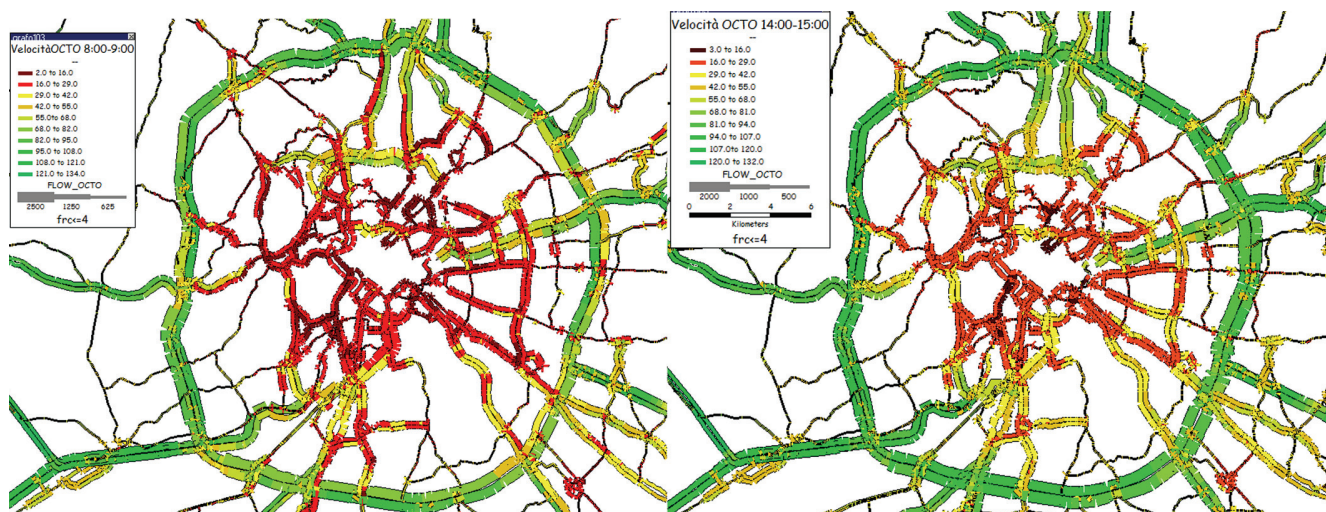 grafo103
VelocitàOCTO 8:00-9:00
--
2.0 to 16.0
16.0 to 29.0
29.0 to 42.0
42.0 to 55.0
55.0to 68.0
68.0 to 82.0
82.0 to 95.0
95.0 to 108.0
108.0 to 121.0
121.0 to 134.0
FLOW_OCTO
2500 1250 625
frc<=4
Velocità OCTO 14:00-15:00
--
3.0 to 16.0
16.0 to 29.0
29.0 to 42.0
42.0 to 55.0
55.0 to 68.0
68.0 to 81.0
81.0 to 94.0
94.0 to 107.0
107.0to 120.0
120.0 to 132.0
FLOW_OCTO
2000 1000 500
0 2 4 6
Kilometers
frc<=4